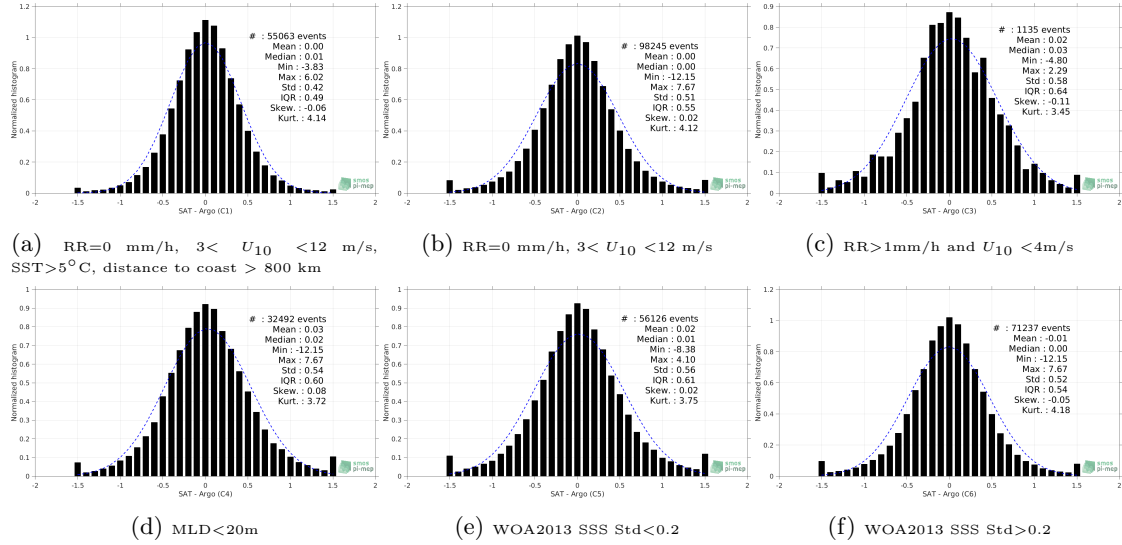 Normalized histogram
1.2
1
0.8
0.6
0.4
0.2
0
-2
-1.5
-1
-0.5
0
0.5
1
1.5
2
# : 55063 events
Mean : 0.00
Median : 0.01
Min : -3.83
Max : 6.02
Std : 0.42
IQR : 0.49
Skew. : -0.06
Kurt. : 4.14
smos
pi-mep
SAT - Argo (C1)
(a) RR=0 mm/h, 3< U10 <12 m/s,
SST>5°C, distance to coast > 800 km
Normalized histogram
1.2
1
0.8
0.6
0.4
0.2
0
-2
-1.5
-1
-0.5
0
0.5
1
1.5
2
# : 98245 events
Mean : 0.00
Median : 0.00
Min : -12.15
Max : 7.67
Std : 0.51
IQR : 0.55
Skew. : 0.02
Kurt. : 4.12
smos
pi-mep
SAT - Argo (C2)
(b) RR=0 mm/h, 3< U10 <12 m/s
Normalized histogram
0.9
0.8
0.7
0.6
0.5
0.4
0.3
0.2
0.1
0
-2
-1.5
-1
-0.5
0
0.5
1
1.5
2
# : 1135 events
Mean : 0.02
Median : 0.03
Min : -4.80
Max : 2.29
Std : 0.58
IQR : 0.64
Skew. : -0.11
Kurt. : 3.45
smos
pi-mep
SAT - Argo (C3)
(c) RR>1mm/h and U10 <4m/s
Normalized histogram
1
0.9
0.8
0.7
0.6
0.5
0.4
0.3
0.2
0.1
0
-2
-1.5
-1
-0.5
0
0.5
1
1.5
2
# : 32492 events
Mean : 0.03
Median : 0.02
Min : -12.15
Max : 7.67
Std : 0.54
IQR : 0.60
Skew. : 0.08
Kurt. : 3.72
smos
pi-mep
SAT - Argo (C4)
(d) MLD<20m
Normalized histogram
1
0.9
0.8
0.7
0.6
0.5
0.4
0.3
0.2
0.1
0
-2
-1.5
-1
-0.5
0
0.5
1
1.5
2
# : 56126 events
Mean : 0.02
Median : 0.01
Min : -8.38
Max : 4.10
Std : 0.56
IQR : 0.61
Skew. : 0.02
Kurt. : 3.75
smos
pi-mep
SAT - Argo (C5)
(e) WOA2013 SSS Std<0.2
Normalized histogram
1.2
1
0.8
0.6
0.4
0.2
0
-2
-1.5
-1
-0.5
0
0.5
1
1.5
2
# : 71237 events
Mean : -0.01
Median : 0.00
Min : -12.15
Max : 7.67
Std : 0.52
IQR : 0.54
Skew. : -0.05
Kurt. : 4.18
smos
pi-mep
SAT - Argo (C6)
(f) WOA2013 SSS Std>0.2